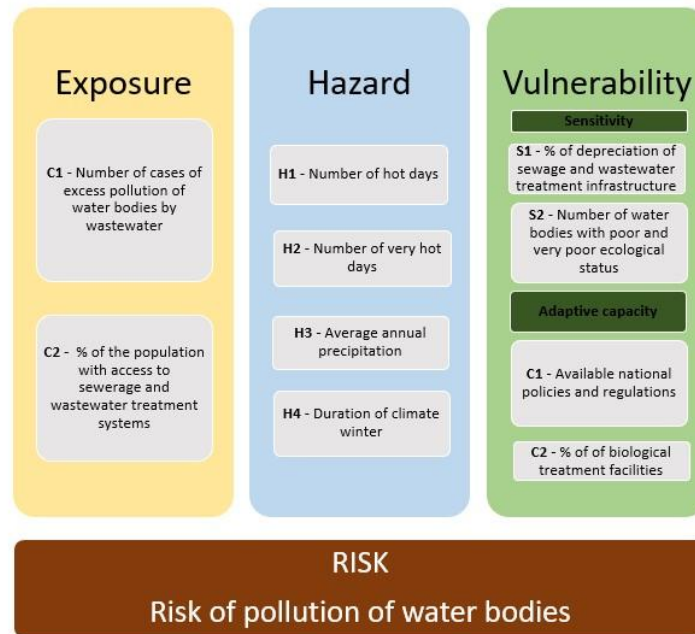 Exposure
C1 - Number of cases of
excess pollution of
water bodies by
wastewater
C2 - % of the population
with access to
sewerage and
wastewater treatment
systems
Hazard
H1 - Number of hot days
H2 - Number of very hot
days
H3 - Average annual
precipitation
H4 - Duration of climate
winter
Vulnerability
Sensitivity
S1 - % of depreciation of
sewage and wastewater
treatment infrastructure
S2 - Number of water
bodies with poor and
very poor ecological
status
Adaptive capacity
C1 - Available national
policies and regulations
C2 - % of of biological
treatment facilities
RISK
Risk of pollution of water bodies